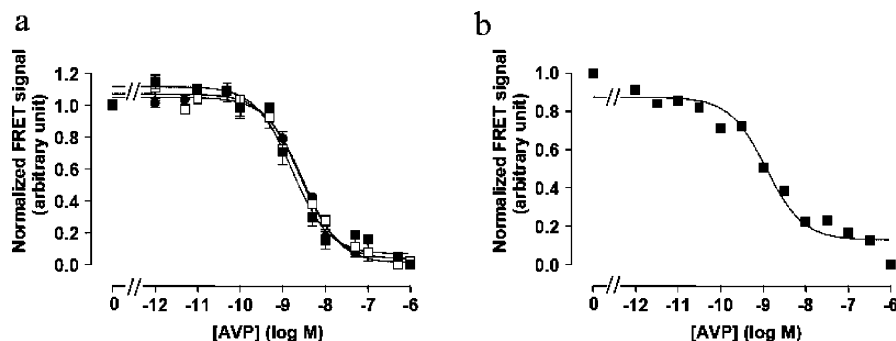 a
b
Normalized FRET signal
(arbitrary unit)
1.2
1.0
0.8
0.6
0.4
0.2
0.0
0 -12 -11 -10 -9 -8 -7 -6
[AVP] (log M)
Normalized FRET signal
(arbitrary unit)
1.0
0.8
0.6
0.4
0.2
0.0
0 -12 -11 -10 -9 -8 -7 -6
[AVP] (log M)